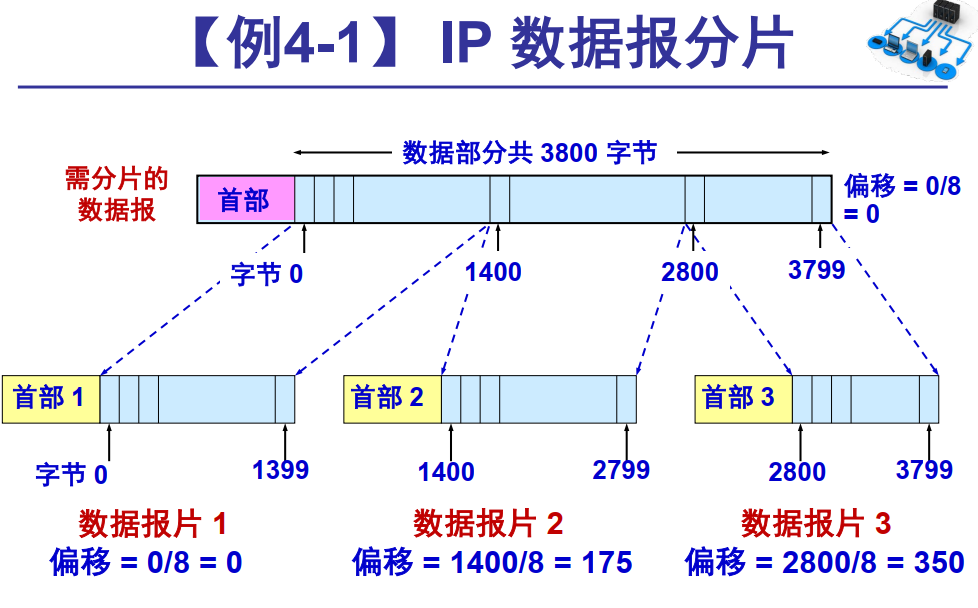 【例4-1】 IP 数据报分片
数据部分共 3800 字节
需分片的
数据报
首部
偏移 = 0/8
= 0
字节 0
1400
2800
3799
首部 1
首部 2
首部 3
字节 0
1399
1400
2799
2800
3799
数据报片 1
偏移 = 0/8 = 0
数据报片 2
偏移 = 1400/8 = 175
数据报片 3
偏移 = 2800/8 = 350